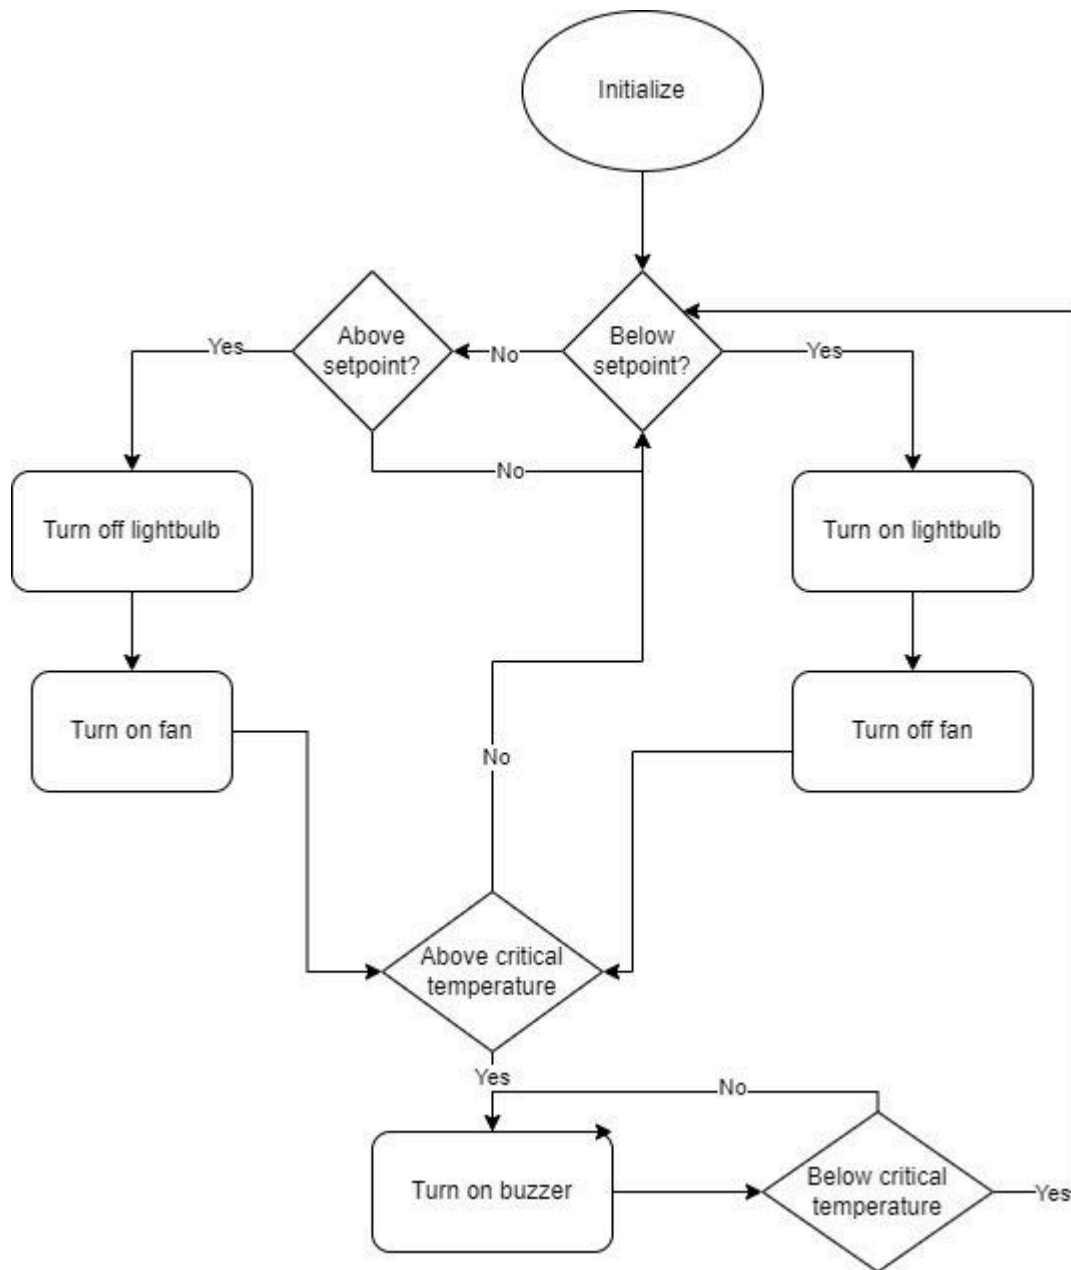 Initialize
Above
setpoint?
Below
setpoint?
Yes
No
Yes
No
Turn off lightbulb
Turn on lightbulb
Turn on fan
Turn off fan
No
Above critical
temperature
Yes
No
Turn on buzzer
Below critical
temperature
Yes